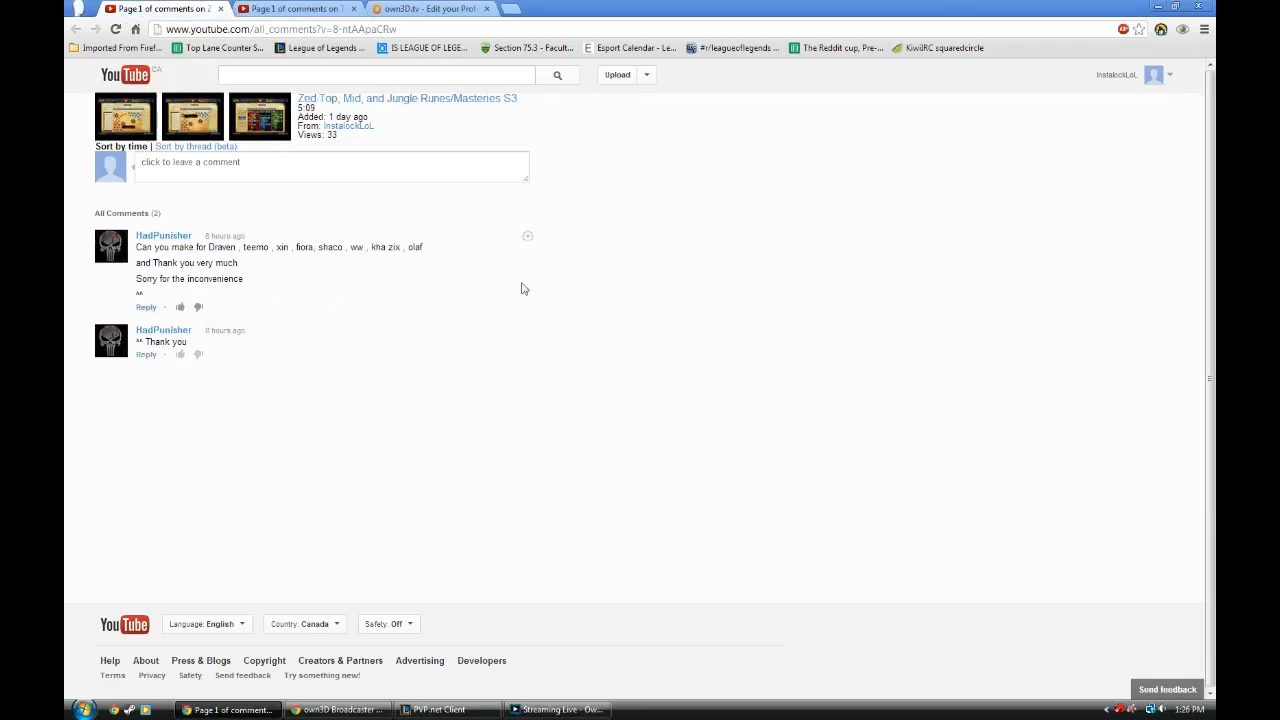 Page 1 of comments on Z
Page 1 of comments on T
own3D.tv - Edit your Prof
www.youtube.com/all_comments?v=8-ntAApaCRw
Imported From Firef...
Top Lane Counter S...
League of Legends ...
IS LEAGUE OF LEGE...
Section 75.3 - Facult...
Esport Calendar - Le...
#r/leagueoflegends ...
The Reddit cup, Pre-...
KiwiIRC squaredcircle
YouTube CA
Upload
InstalockLoL
Zed Top, Mid, and Jungle Runes/Masteries S3
5:09
Added: 1 day ago
From: InstalockLoL
Views: 33
Sort by time | Sort by thread (beta)
click to leave a comment
All Comments (2)
HadPunisher 8 hours ago
Can you make for Draven , teemo , xin , fiora, shaco , ww , kha zix , olaf
and Thank you very much
Sorry for the inconvenience
^^
Reply
HadPunisher 8 hours ago
^^ Thank you
Reply
YouTube
Language: English
Country: Canada
Safety: Off
Help About Press & Blogs Copyright Creators & Partners Advertising Developers
Terms Privacy Safety Send feedback Try something new!
Send feedback
Page 1 of comment...
own3D Broadcaster ...
PVP.net Client
Streaming Live - Ow...
1:26 PM